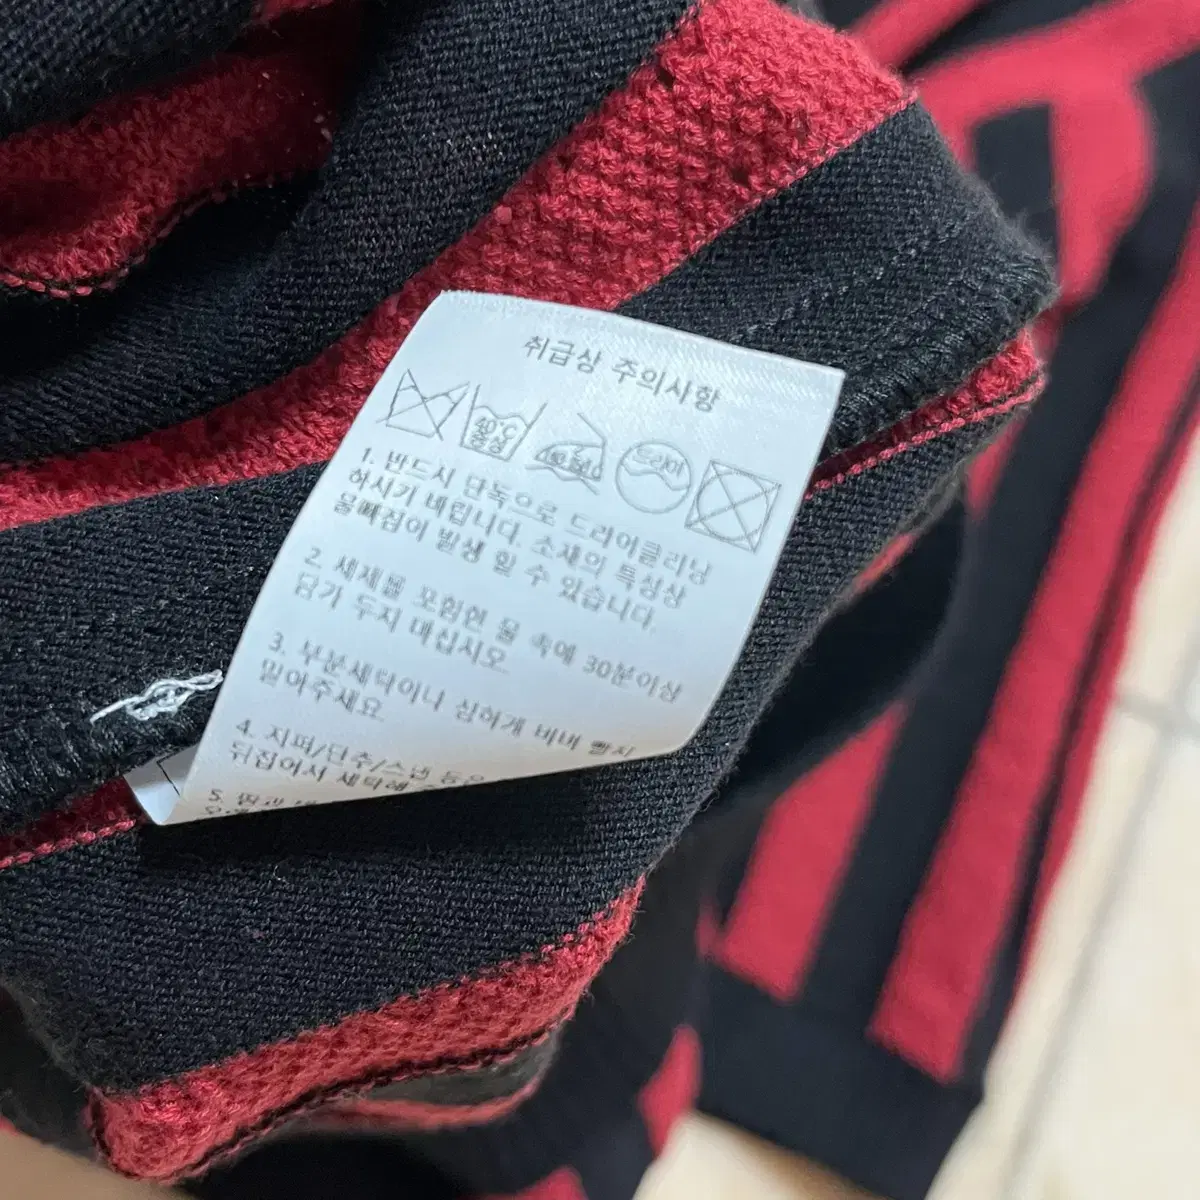 취급상 주의사항
40℃
중성
드라이
1. 반드시 단독으로 드라이클리닝
하시기 바랍니다. 소재의 특성상
물빠짐이 발생 할 수 있습니다.
2. 세제를 포함한 물 속에 30분이상
담가 두지 마십시오.
3. 부분세탁이나 심하게 비벼 빨지
말아주세요.
4. 지퍼/단추/스냅 등은
뒤집어서 세탁해
5.